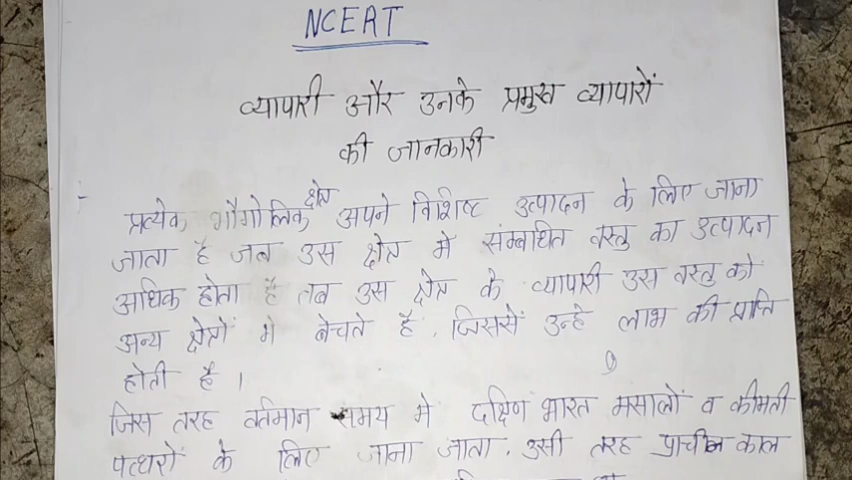 NCERT
व्यापारी और उनके प्रमुख व्यापारों
की जानकारी
प्रत्येक भौगोलिक क्षेत्र अपने विशिष्ट उत्पादन के लिए जाना
जाता है जब उस क्षेत्र में संम्बाधित वस्तु का उत्पादन
अधिक होता है तब उस क्षेत्र के व्यापारी उस वस्तु को
अन्य क्षेत्रों मे बेचते है, जिससें उन्हे लाभ की प्राप्ति
होती है ।
जिस तरह वर्तमान समय मे दक्षिण भारत मसालों व कीमती
पत्थरों के लिए जाना जाता, उसी तरह प्राचीन काल